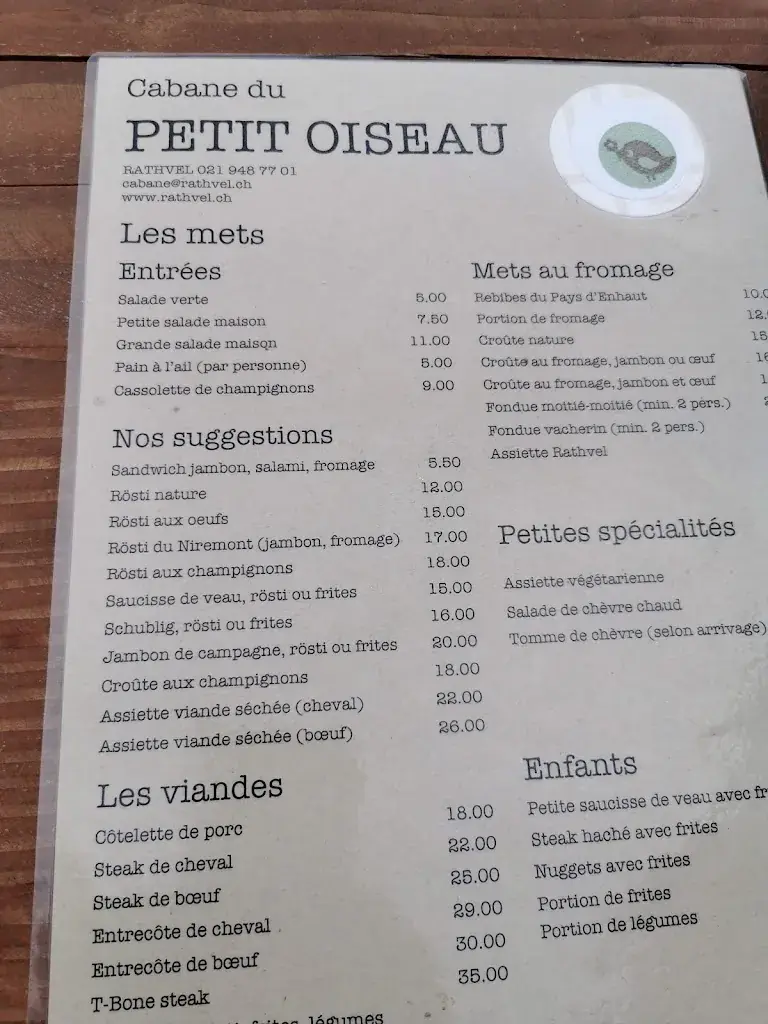 Cabane du
PETIT OISEAU
RATHVEL 021 948 77 01
cabane@rathvel.ch
www.rathvel.ch
Les mets
Entrées
Salade verte 5.00
Petite salade maison 7.50
Grande salade maison 11.00
Pain à l'ail (par personne) 5.00
Cassolette de champignons 9.00
Nos suggestions
Sandwich jambon, salami, fromage 5.50
Rösti nature 12.00
Rösti aux oeufs 15.00
Rösti du Niremont (jambon, fromage) 17.00
Rösti aux champignons 18.00
Saucisse de veau, rösti ou frites 15.00
Schublig, rösti ou frites 16.00
Jambon de campagne, rösti ou frites 20.00
Croûte aux champignons 18.00
Assiette viande séchée (cheval) 22.00
Assiette viande séchée (bœuf) 26.00
Les viandes
Côtelette de porc 18.00
Steak de cheval 22.00
Steak de bœuf 25.00
Entrecôte de cheval 29.00
Entrecôte de bœuf 30.00
T-Bone steak 35.00
frites, légumes
Mets au fromage
Rebibes du Pays d'Enhaut 10.0
Portion de fromage 12.
Croûte nature 15
Croûte au fromage, jambon ou œuf 16
Croûte au fromage, jambon et œuf 1
Fondue moitié-moitié (min. 2 pers.)
Fondue vacherin (min. 2 pers.)
Assiette Rathvel
Petites spécialités
Assiette végétarienne
Salade de chèvre chaud
Tomme de chèvre (selon arrivage)
Enfants
Petite saucisse de veau avec fr
Steak haché avec frites
Nuggets avec frites
Portion de frites
Portion de légumes